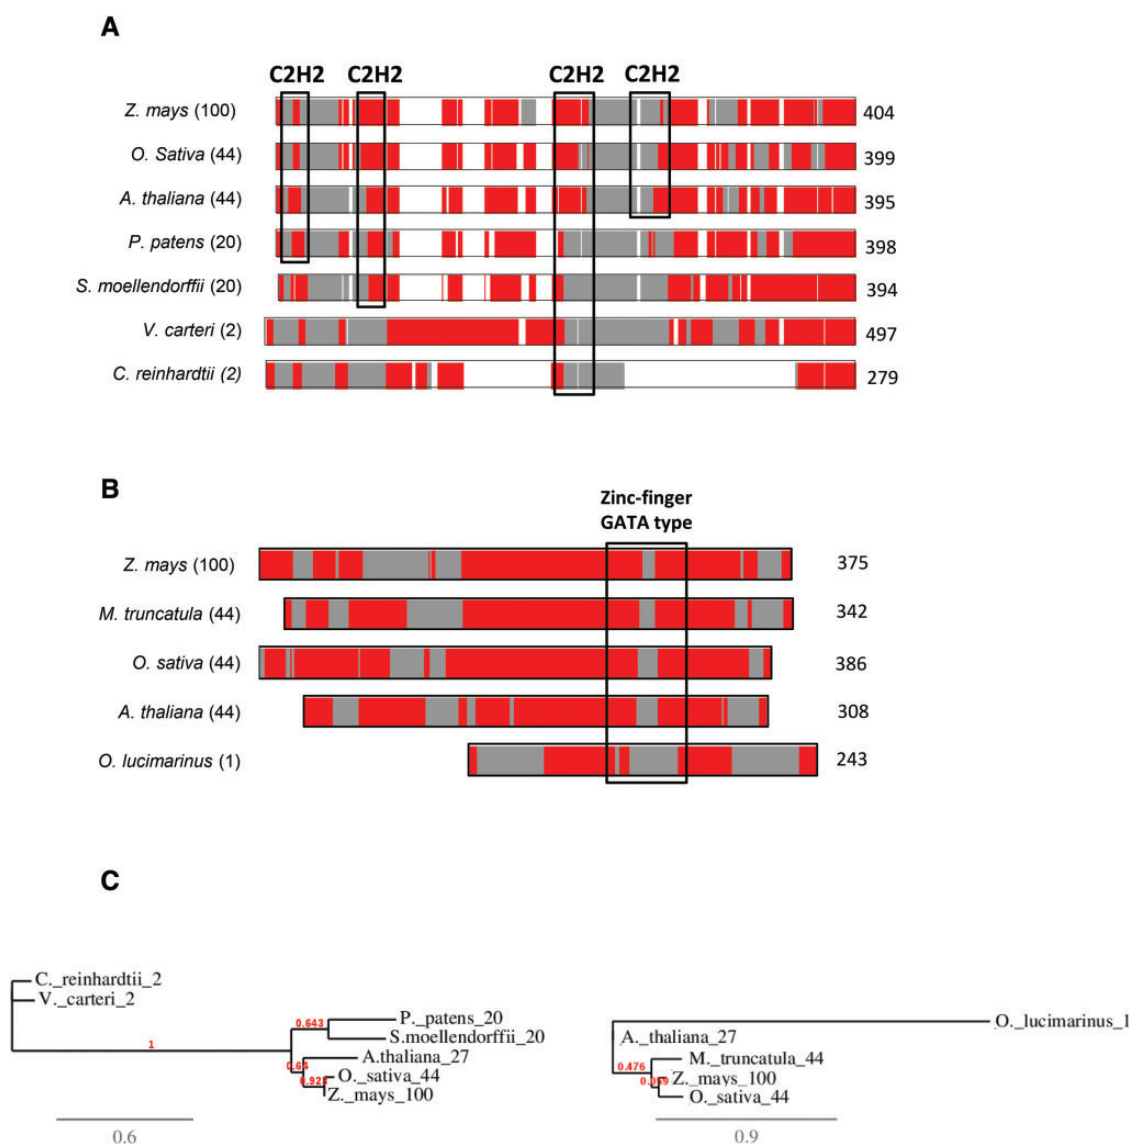 A
C2H2 C2H2 C2H2 C2H2
Z. mays (100) 404
O. Sativa (44) 399
A. thaliana (44) 395
P. patens (20) 398
S. moellendorffii (20) 394
V. carteri (2) 497
C. reinhardtii (2) 279
B
Zinc-finger
GATA type
Z. mays (100) 375
M. truncatula (44) 342
O. sativa (44) 386
A. thaliana (44) 308
O. lucimarinus (1) 243
C
C._reinhardtii_2
V._carteri_2
P._patens_20
0.643
S.moellendorffii_20
1
A.thaliana_27
0.64
O._sativa_44
Z._mays_100
0.6
O._lucimarinus_1
A._thaliana_27
M._truncatula_44
0.476
Z._mays_100
O._sativa_44
0.9